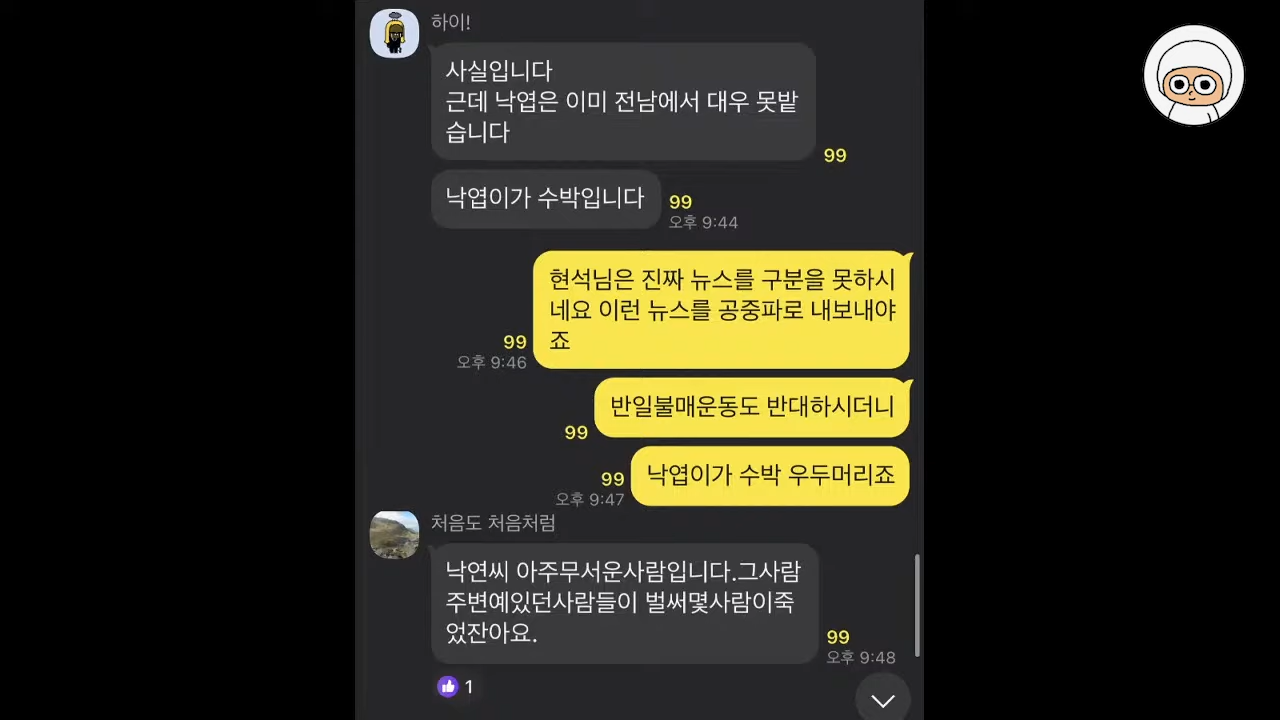 하이!
사실입니다
근데 낙엽은 이미 전남에서 대우 못밭
습니다
99
낙엽이가 수박입니다
99
오후 9:44
현석님은 진짜 뉴스를 구분을 못하시
네요 이런 뉴스를 공중파로 내보내야
죠
99
오후 9:46
반일불매운동도 반대하시더니
99
낙엽이가 수박 우두머리죠
99
오후 9:47
처음도 처음처럼
낙연씨 아주무서운사람입니다.그사람
주변예있던사람들이 벌써몇사람이죽
었잔아요.
99
오후 9:48
1